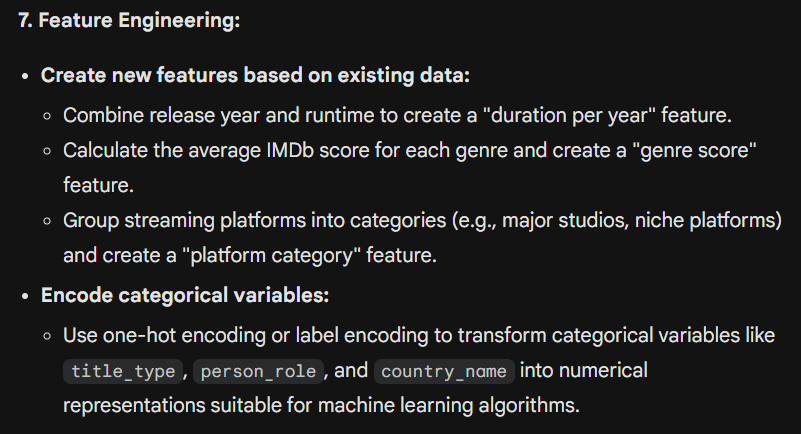 7. Feature Engineering:
• Create new features based on existing data:
◦ Combine release year and runtime to create a "duration per year" feature.
◦ Calculate the average IMDb score for each genre and create a "genre score"
feature.
◦ Group streaming platforms into categories (e.g., major studios, niche platforms)
and create a "platform category" feature.
• Encode categorical variables:
◦ Use one-hot encoding or label encoding to transform categorical variables like
title_type, person_role, and country_name into numerical
representations suitable for machine learning algorithms.